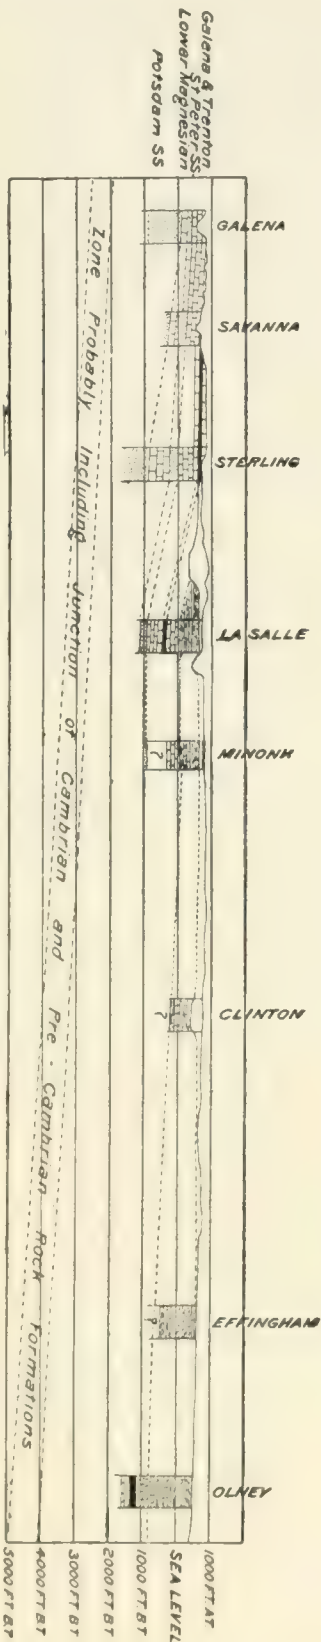 Galena & Trenton
St Peter SS
Lower Magnesian
Potsdam SS
GALENA
SAVANNA
STERLING
LA SALLE
MINONK
CLINTON
EFFINGHAM
OLNEY
?
?
?
Zone Probably Including Junction of Cambrian and Pre-Cambrian Rock Formations
1000 FT. AT
SEA LEVEL
1000 FT. BT
2000 FT BT
3000 FT BT
4000 FT BT
5000 FT BT